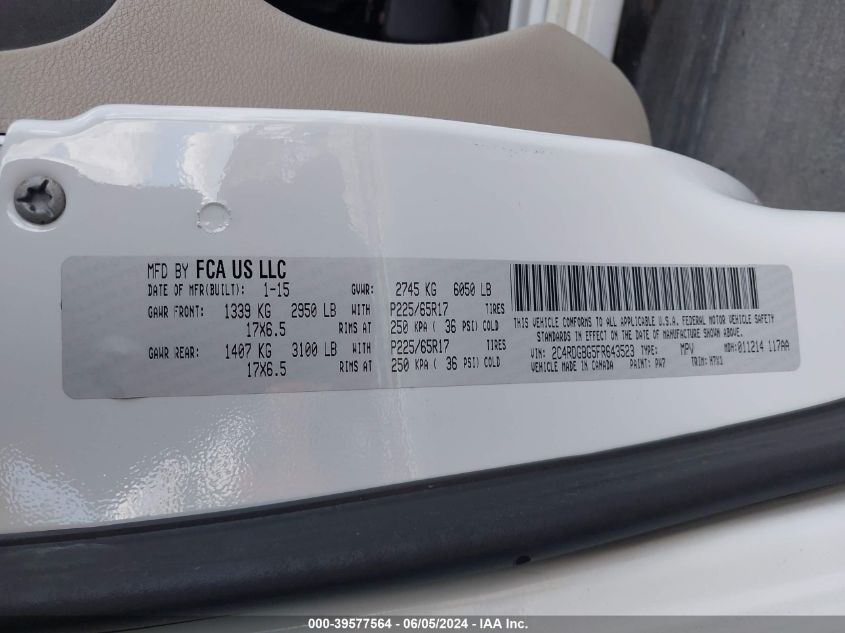 MFD BY FCA US LLC
DATE OF MFR(BUILT): 1-15 GVWR: 2745 KG 6050 LB
GAWR FRONT: 1339 KG 2950 LB WITH P225/65R17 TIRES
17X6.5 RIMS AT 250 KPA ( 36 PSI) COLD
GAWR REAR: 1407 KG 3100 LB WITH P225/65R17 TIRES
17X6.5 RIMS AT 250 KPA ( 36 PSI) COLD
THIS VEHICLE CONFORMS TO ALL APPLICABLE U.S.A. FEDERAL MOTOR VEHICLE SAFETY
STANDARDS IN EFFECT ON THE DATE OF MANUFACTURE SHOWN ABOVE.
VIN: 2C4RDGBG5FR643523 TYPE: MPV MDH: 011214 117AA
VEHICLE MADE IN CANADA PAINT: PW7 TRIM: H7X1
000-39577564 - 06/05/2024 - IAA Inc.